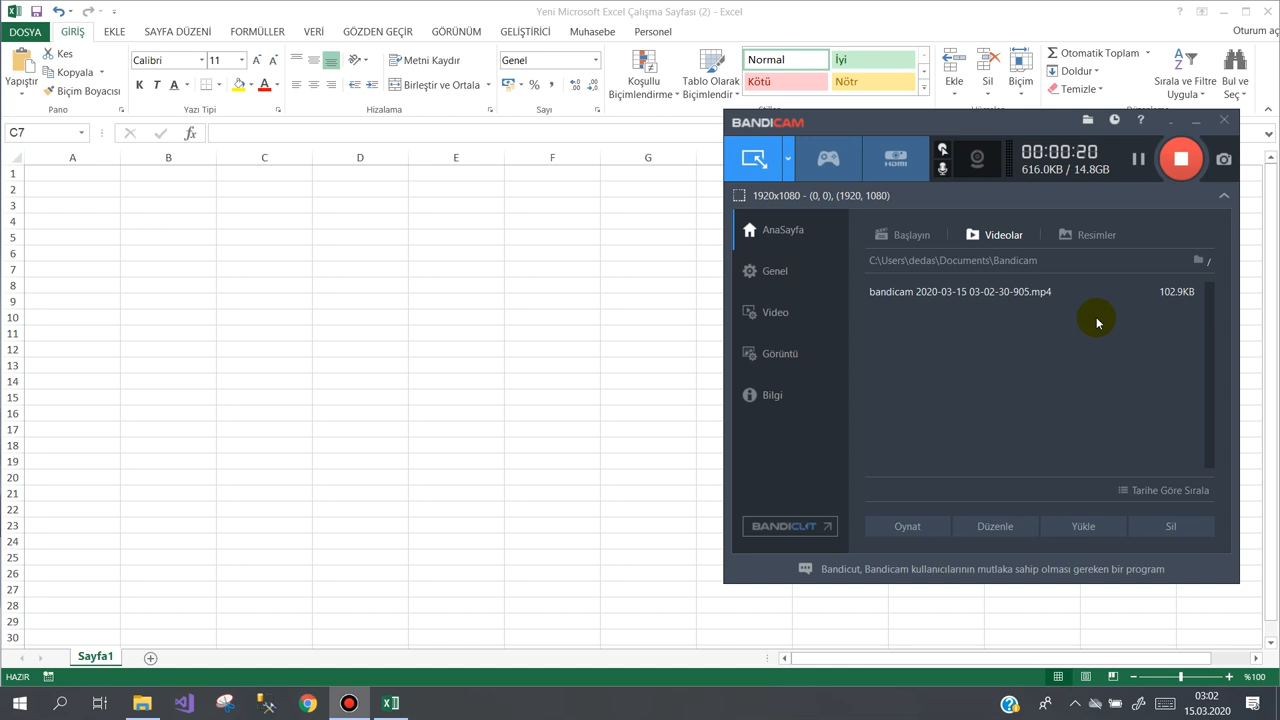 Yeni Microsoft Excel Çalışma Sayfası (2) - Excel
DOSYA GİRİŞ EKLE SAYFA DÜZENİ FORMÜLLER VERİ GÖZDEN GEÇİR GÖRÜNÜM GELİŞTİRİCİ Muhasebe Personel Oturum aç
Yapıştır
Kes
Kopyala
Biçim Boyacısı
Pano
Calibri 11
K T A
Yazı Tipi
Metni Kaydır
Birleştir ve Ortala
Hizalama
Genel
%
Sayı
Koşullu Biçimlendirme
Tablo Olarak Biçimlendir
Normal İyi
Kötü Nötr
Stiller
Ekle Sil Biçim
Hücreler
Otomatik Toplam
Doldur
Temizle
Sırala ve Filtre Uygula
Bul ve Seç
Düzenleme
C7
fx
A B C D E F G
1
2
3
4
5
6
7
8
9
10
11
12
13
14
15
16
17
18
19
20
21
22
23
24
25
26
27
28
29
30
BANDICAM
HDMI
00:00:20
616.0KB / 14.8GB
1920x1080 - (0, 0), (1920, 1080)
AnaSayfa
Genel
Video
Görüntü
Bilgi
BANDICUT
Başlayın Videolar Resimler
C:\Users\dedas\Documents\Bandicam
bandicam 2020-03-15 03-02-30-905.mp4 102.9KB
Tarihe Göre Sırala
Oynat Düzenle Yükle Sil
Bandicut, Bandicam kullanıcılarının mutlaka sahip olması gereken bir program
Sayfa1
HAZIR
%100
03:02
15.03.2020